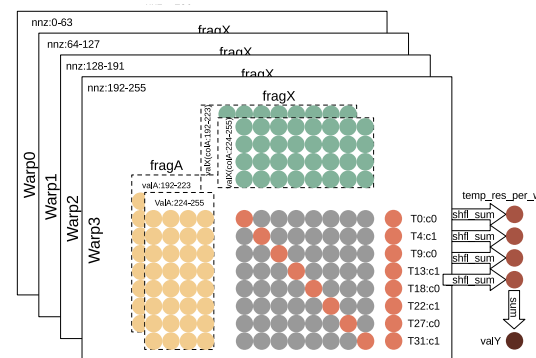 nnz:0-63
fragX
nnz:64-127
fragX
nnz:128-191
fragX
nnz:192-255
fragX
valX(colA:192-223)
valX(colA:224-255)
fragA
valA:192-223
ValA:224-255
Warp0
Warp1
Warp2
Warp3
temp_res_per_v
T0:c0
shfl_sum
T4:c1
shfl_sum
T9:c0
shfl_sum
T13:c1
shfl_sum
T18:c0
T22:c1
sum
T27:c0
T31:c1
valY